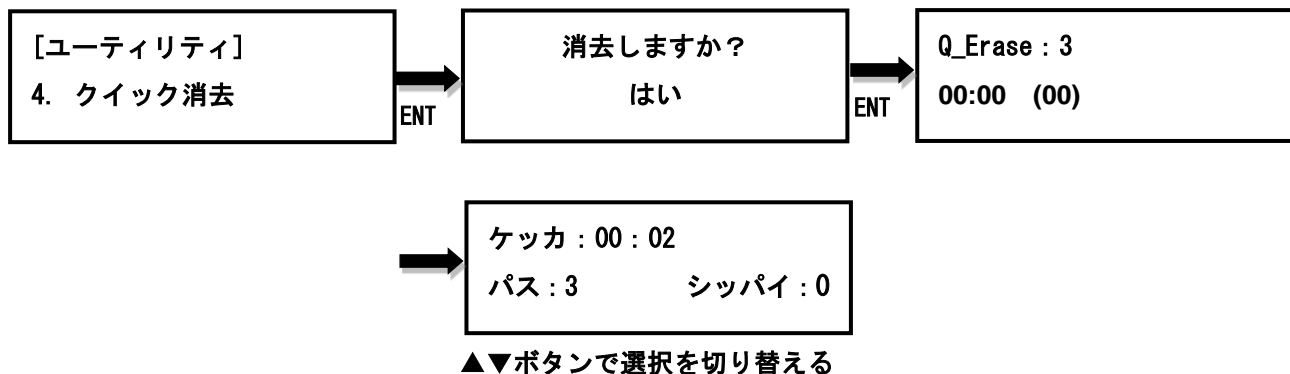 [ユーティリティ]
4. クイック消去
ENT
消去しますか？
はい
ENT
Q_Erase：3
00:00 (00)
ケッカ：00：02
パス：3 シッパイ：0
▲▼ボタンで選択を切り替える